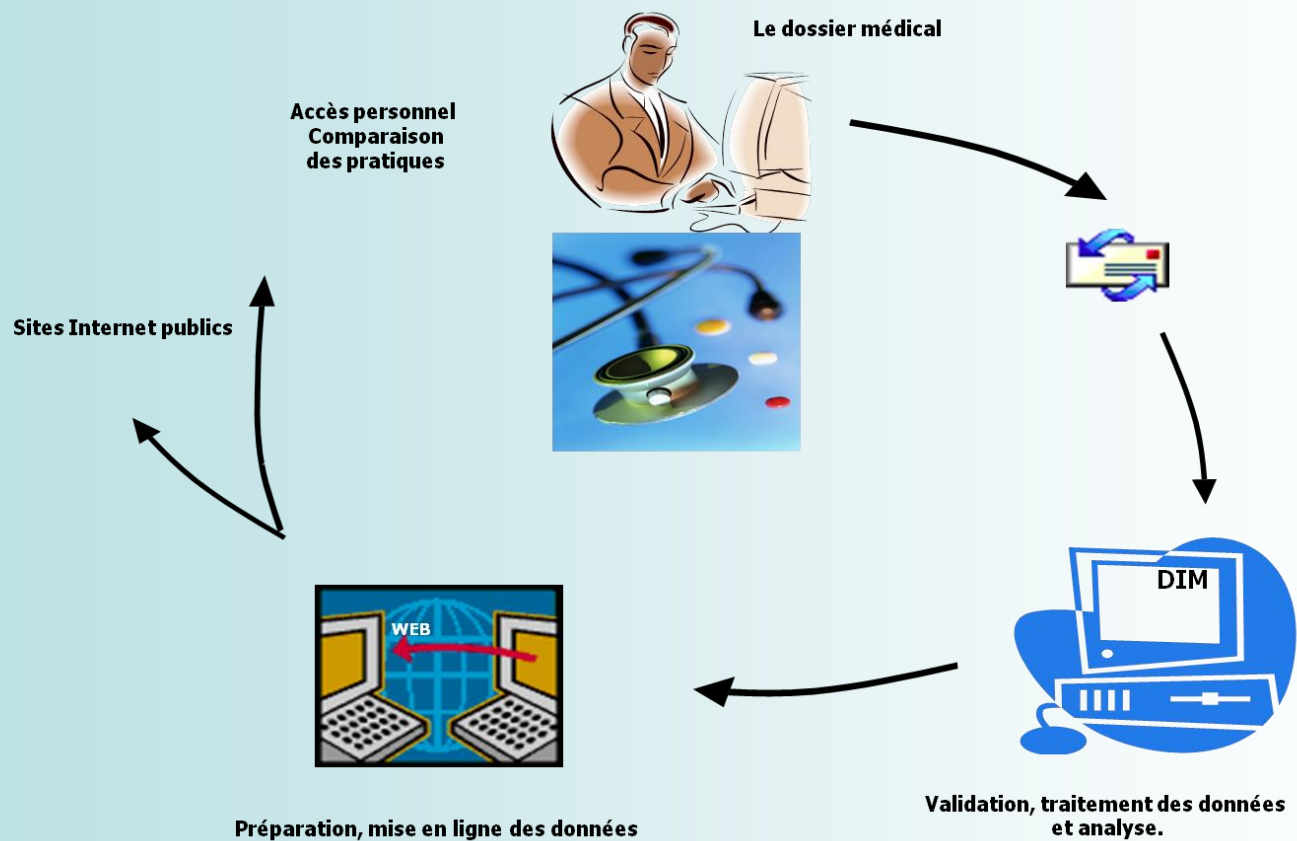 Le dossier médical
Accès personnel
Comparaison
des pratiques
Sites Internet publics
DIM
WEB
Validation, traitement des données
et analyse.
Préparation, mise en ligne des données